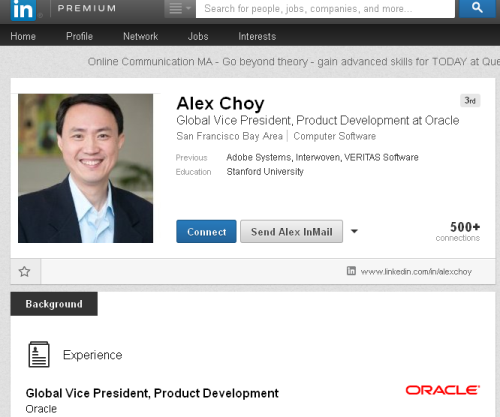 in PREMIUM Search for people, jobs, companies, and more...
Home Profile Network Jobs Interests
Online Communication MA - Go beyond theory - gain advanced skills for TODAY at Que
Alex Choy 3rd
Global Vice President, Product Development at Oracle
San Francisco Bay Area | Computer Software
Previous Adobe Systems, Interwoven, VERITAS Software
Education Stanford University
Connect Send Alex InMail 500+
connections
in www.linkedin.com/in/alexchoy
Background
Experience
Global Vice President, Product Development ORACLE
Oracle